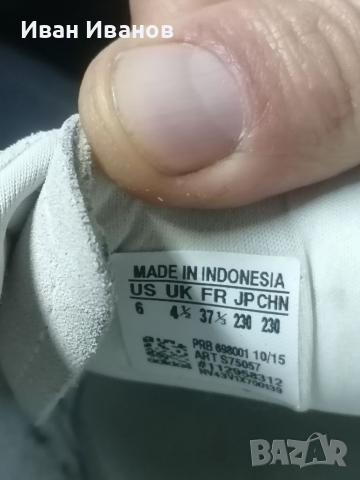 Иван Иванов
MADE IN INDONESIA
US UK FR JP CHN
6 4½ 37⅓ 230 230
PRB 698001 10/15
ART S75057
#112958312
BAZAR